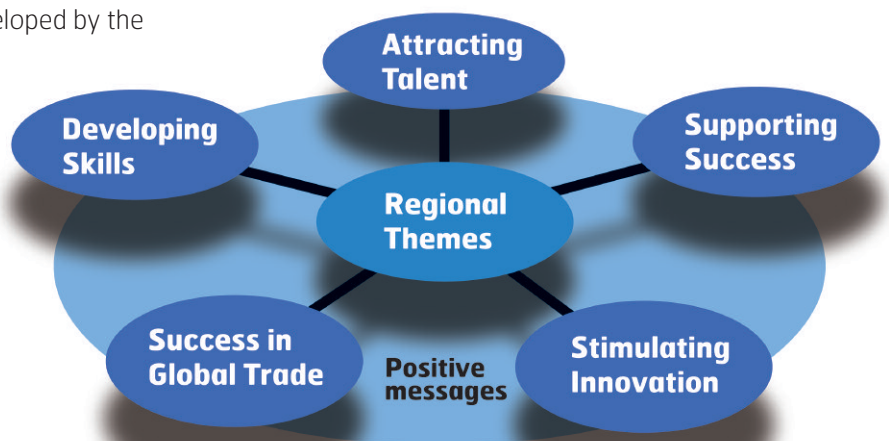 eloped by the
Attracting
Talent
Developing
Skills
Supporting
Success
Regional
Themes
Success in
Global Trade
Stimulating
Innovation
Positive
messages